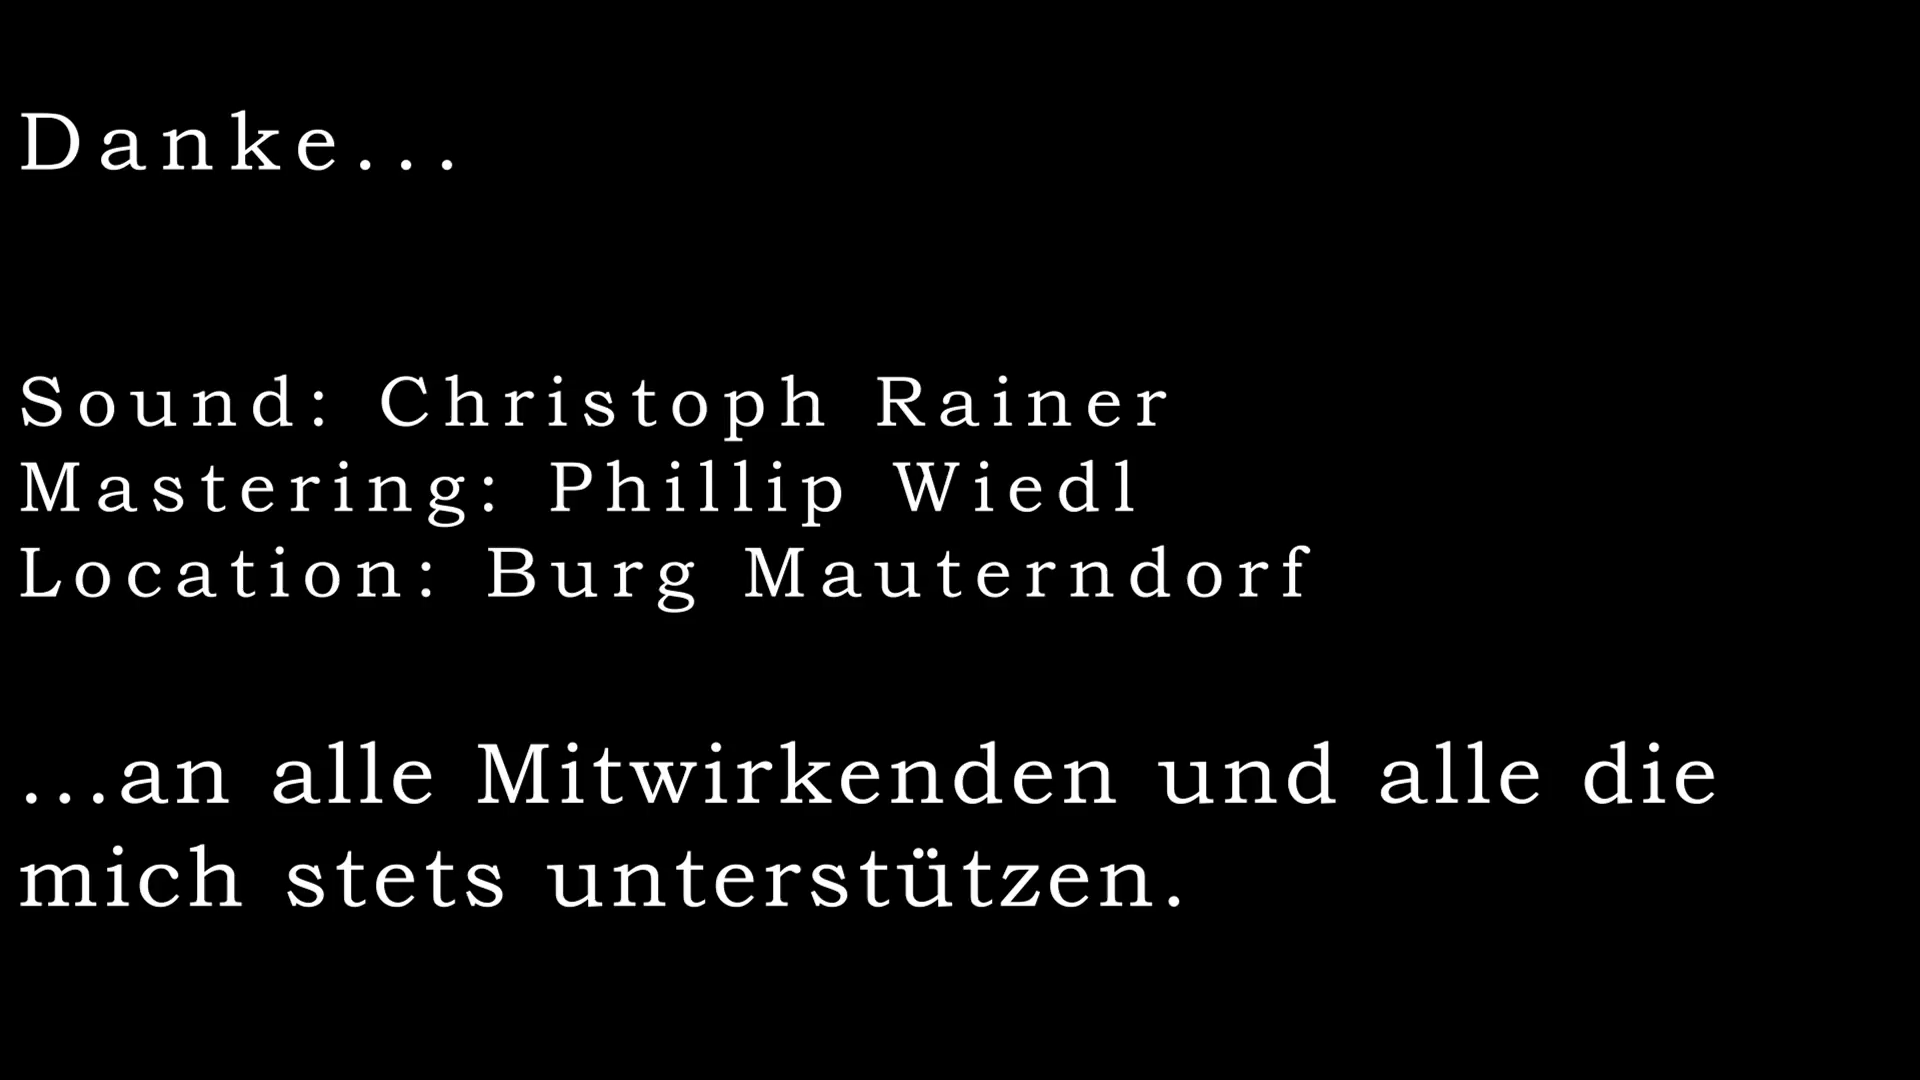 Danke...
Sound: Christoph Rainer
Mastering: Phillip Wiedl
Location: Burg Mauterndorf
...an alle Mitwirkenden und alle die
mich stets unterstützen.